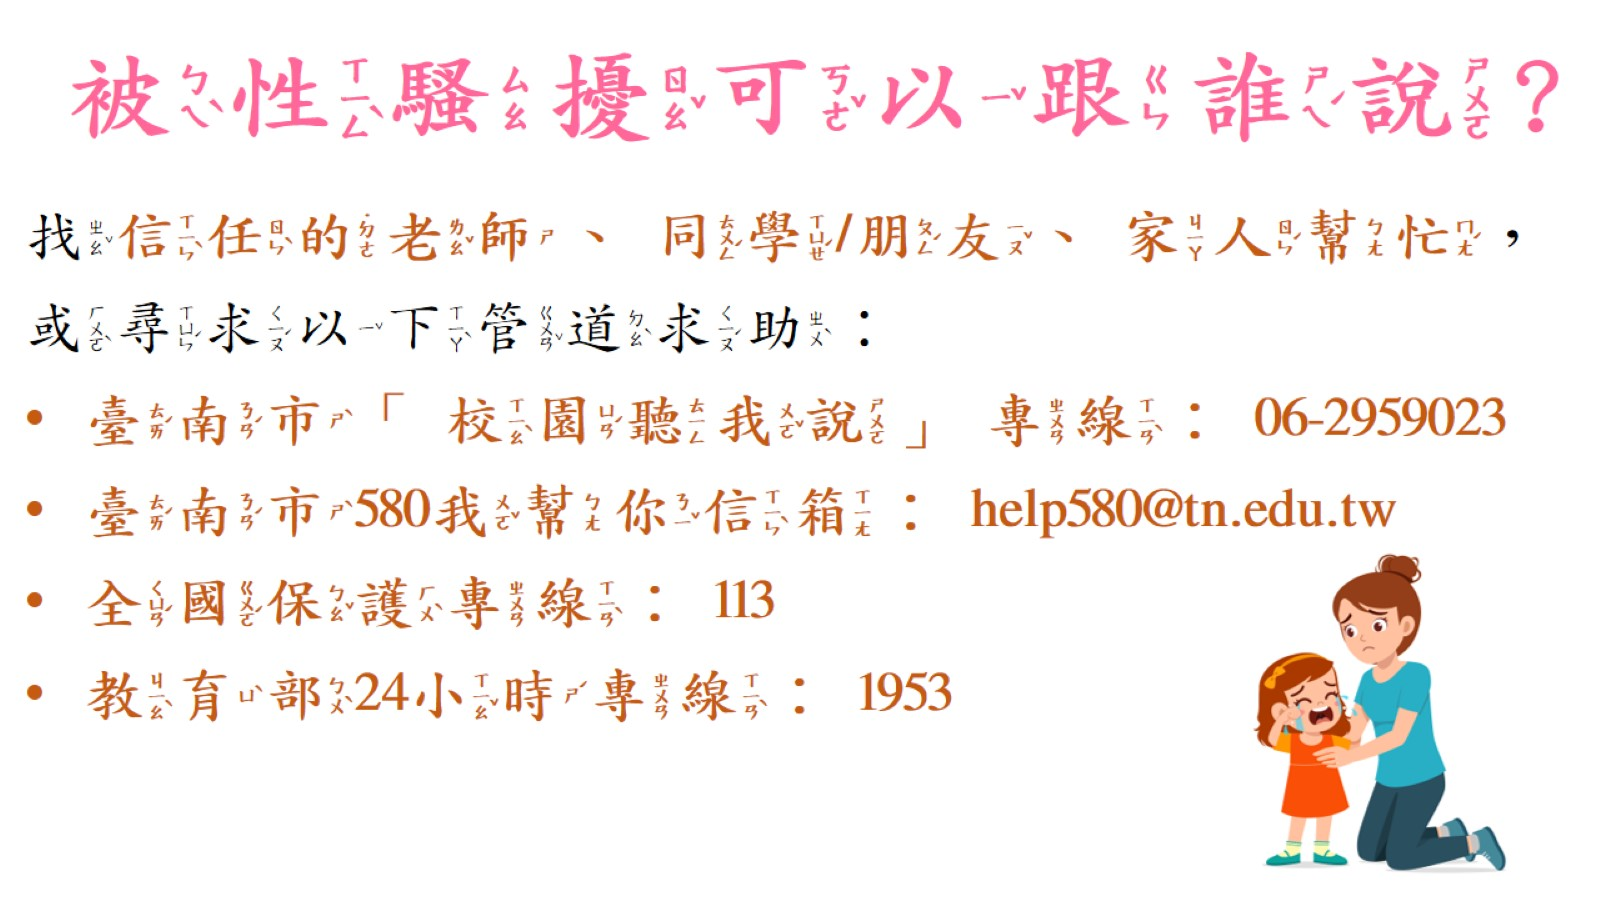 被性騷擾可以跟誰說？
找信任的老師、同學/朋友、家人幫忙，
或尋求以下管道求助：
• 臺南市「校園聽我說」專線：06-2959023
• 臺南市580我幫你信箱：help580@tn.edu.tw
• 全國保護專線：113
• 教育部24小時專線：1953